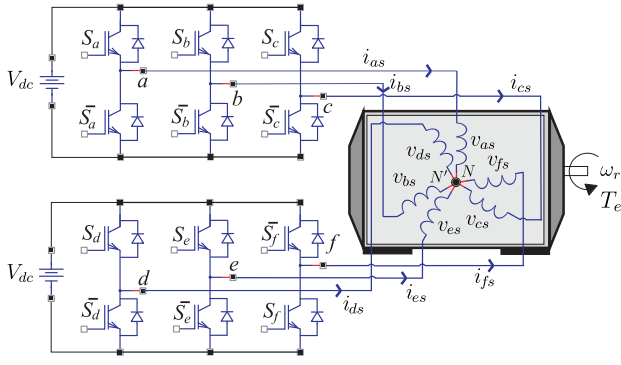 S_a S_b S_c
V_dc
i_as
a
i_bs
i_cs
b
c
S̄_a S̄_b S̄_c
v_ds v_as
v_fs
N' N
v_bs
v_es v_cs
ω_r
T_e
S_d S_e S̄_f
f
V_dc
d
e
i_ds
i_es
i_fs
S̄_d S̄_e S_f